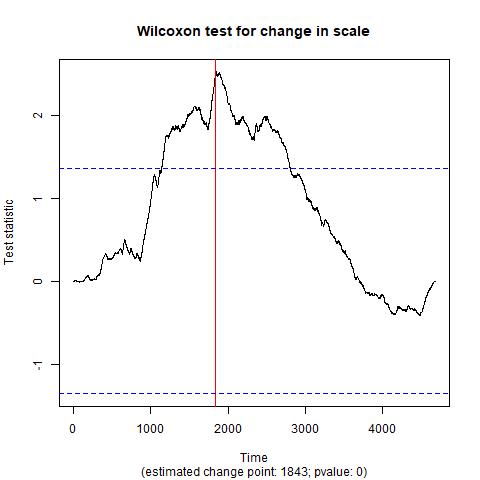 Wilcoxon test for change in scale
Test statistic
2
1
0
-1
0
1000
2000
3000
4000
Time
(estimated change point: 1843; pvalue: 0)